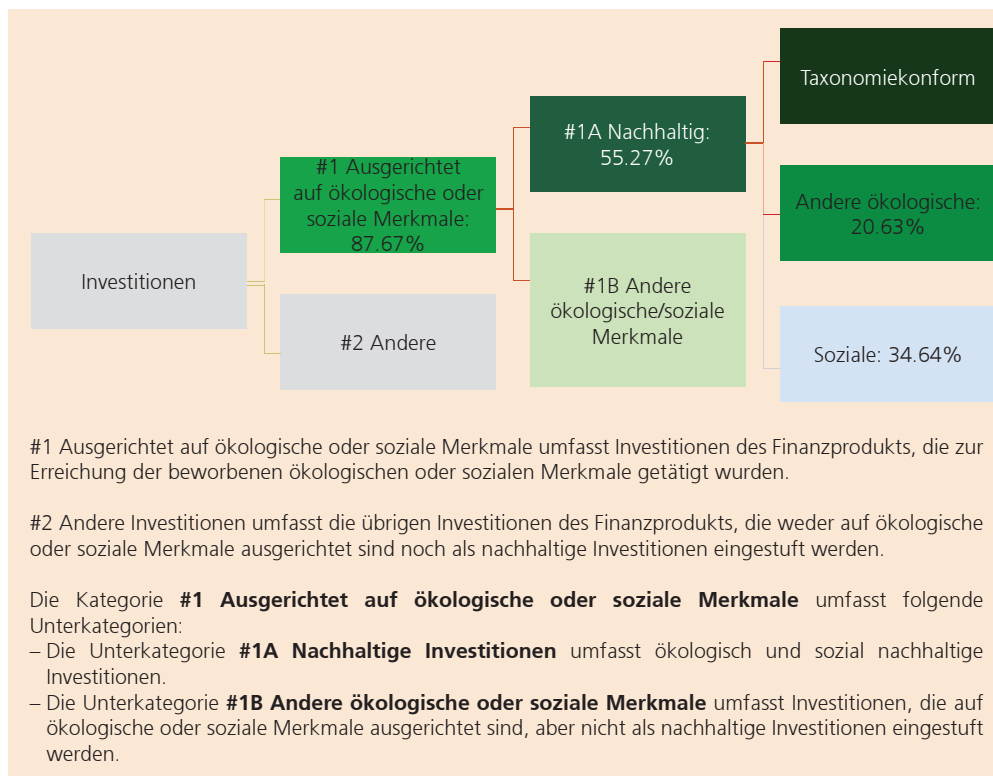 Investitionen
#1 Ausgerichtet
auf ökologische oder
soziale Merkmale:
87.67%
#2 Andere
#1A Nachhaltig:
55.27%
#1B Andere
ökologische/soziale
Merkmale
Taxonomiekonform
Andere ökologische:
20.63%
Soziale: 34.64%
#1 Ausgerichtet auf ökologische oder soziale Merkmale umfasst Investitionen des Finanzprodukts, die zur
Erreichung der beworbenen ökologischen oder sozialen Merkmale getätigt wurden.
#2 Andere Investitionen umfasst die übrigen Investitionen des Finanzprodukts, die weder auf ökologische
oder soziale Merkmale ausgerichtet sind noch als nachhaltige Investitionen eingestuft werden.
Die Kategorie #1 Ausgerichtet auf ökologische oder soziale Merkmale umfasst folgende
Unterkategorien:
– Die Unterkategorie #1A Nachhaltige Investitionen umfasst ökologisch und sozial nachhaltige
Investitionen.
– Die Unterkategorie #1B Andere ökologische oder soziale Merkmale umfasst Investitionen, die auf
ökologische oder soziale Merkmale ausgerichtet sind, aber nicht als nachhaltige Investitionen eingestuft
werden.